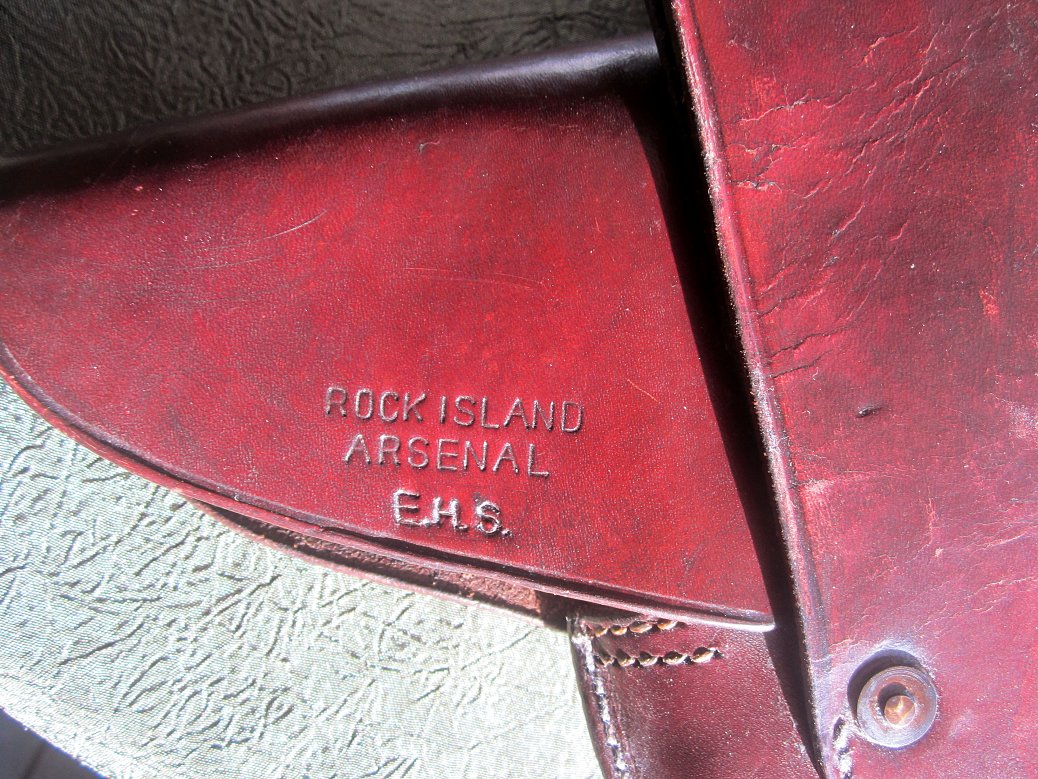 ROCK ISLAND
ARSENAL
E.H.S.